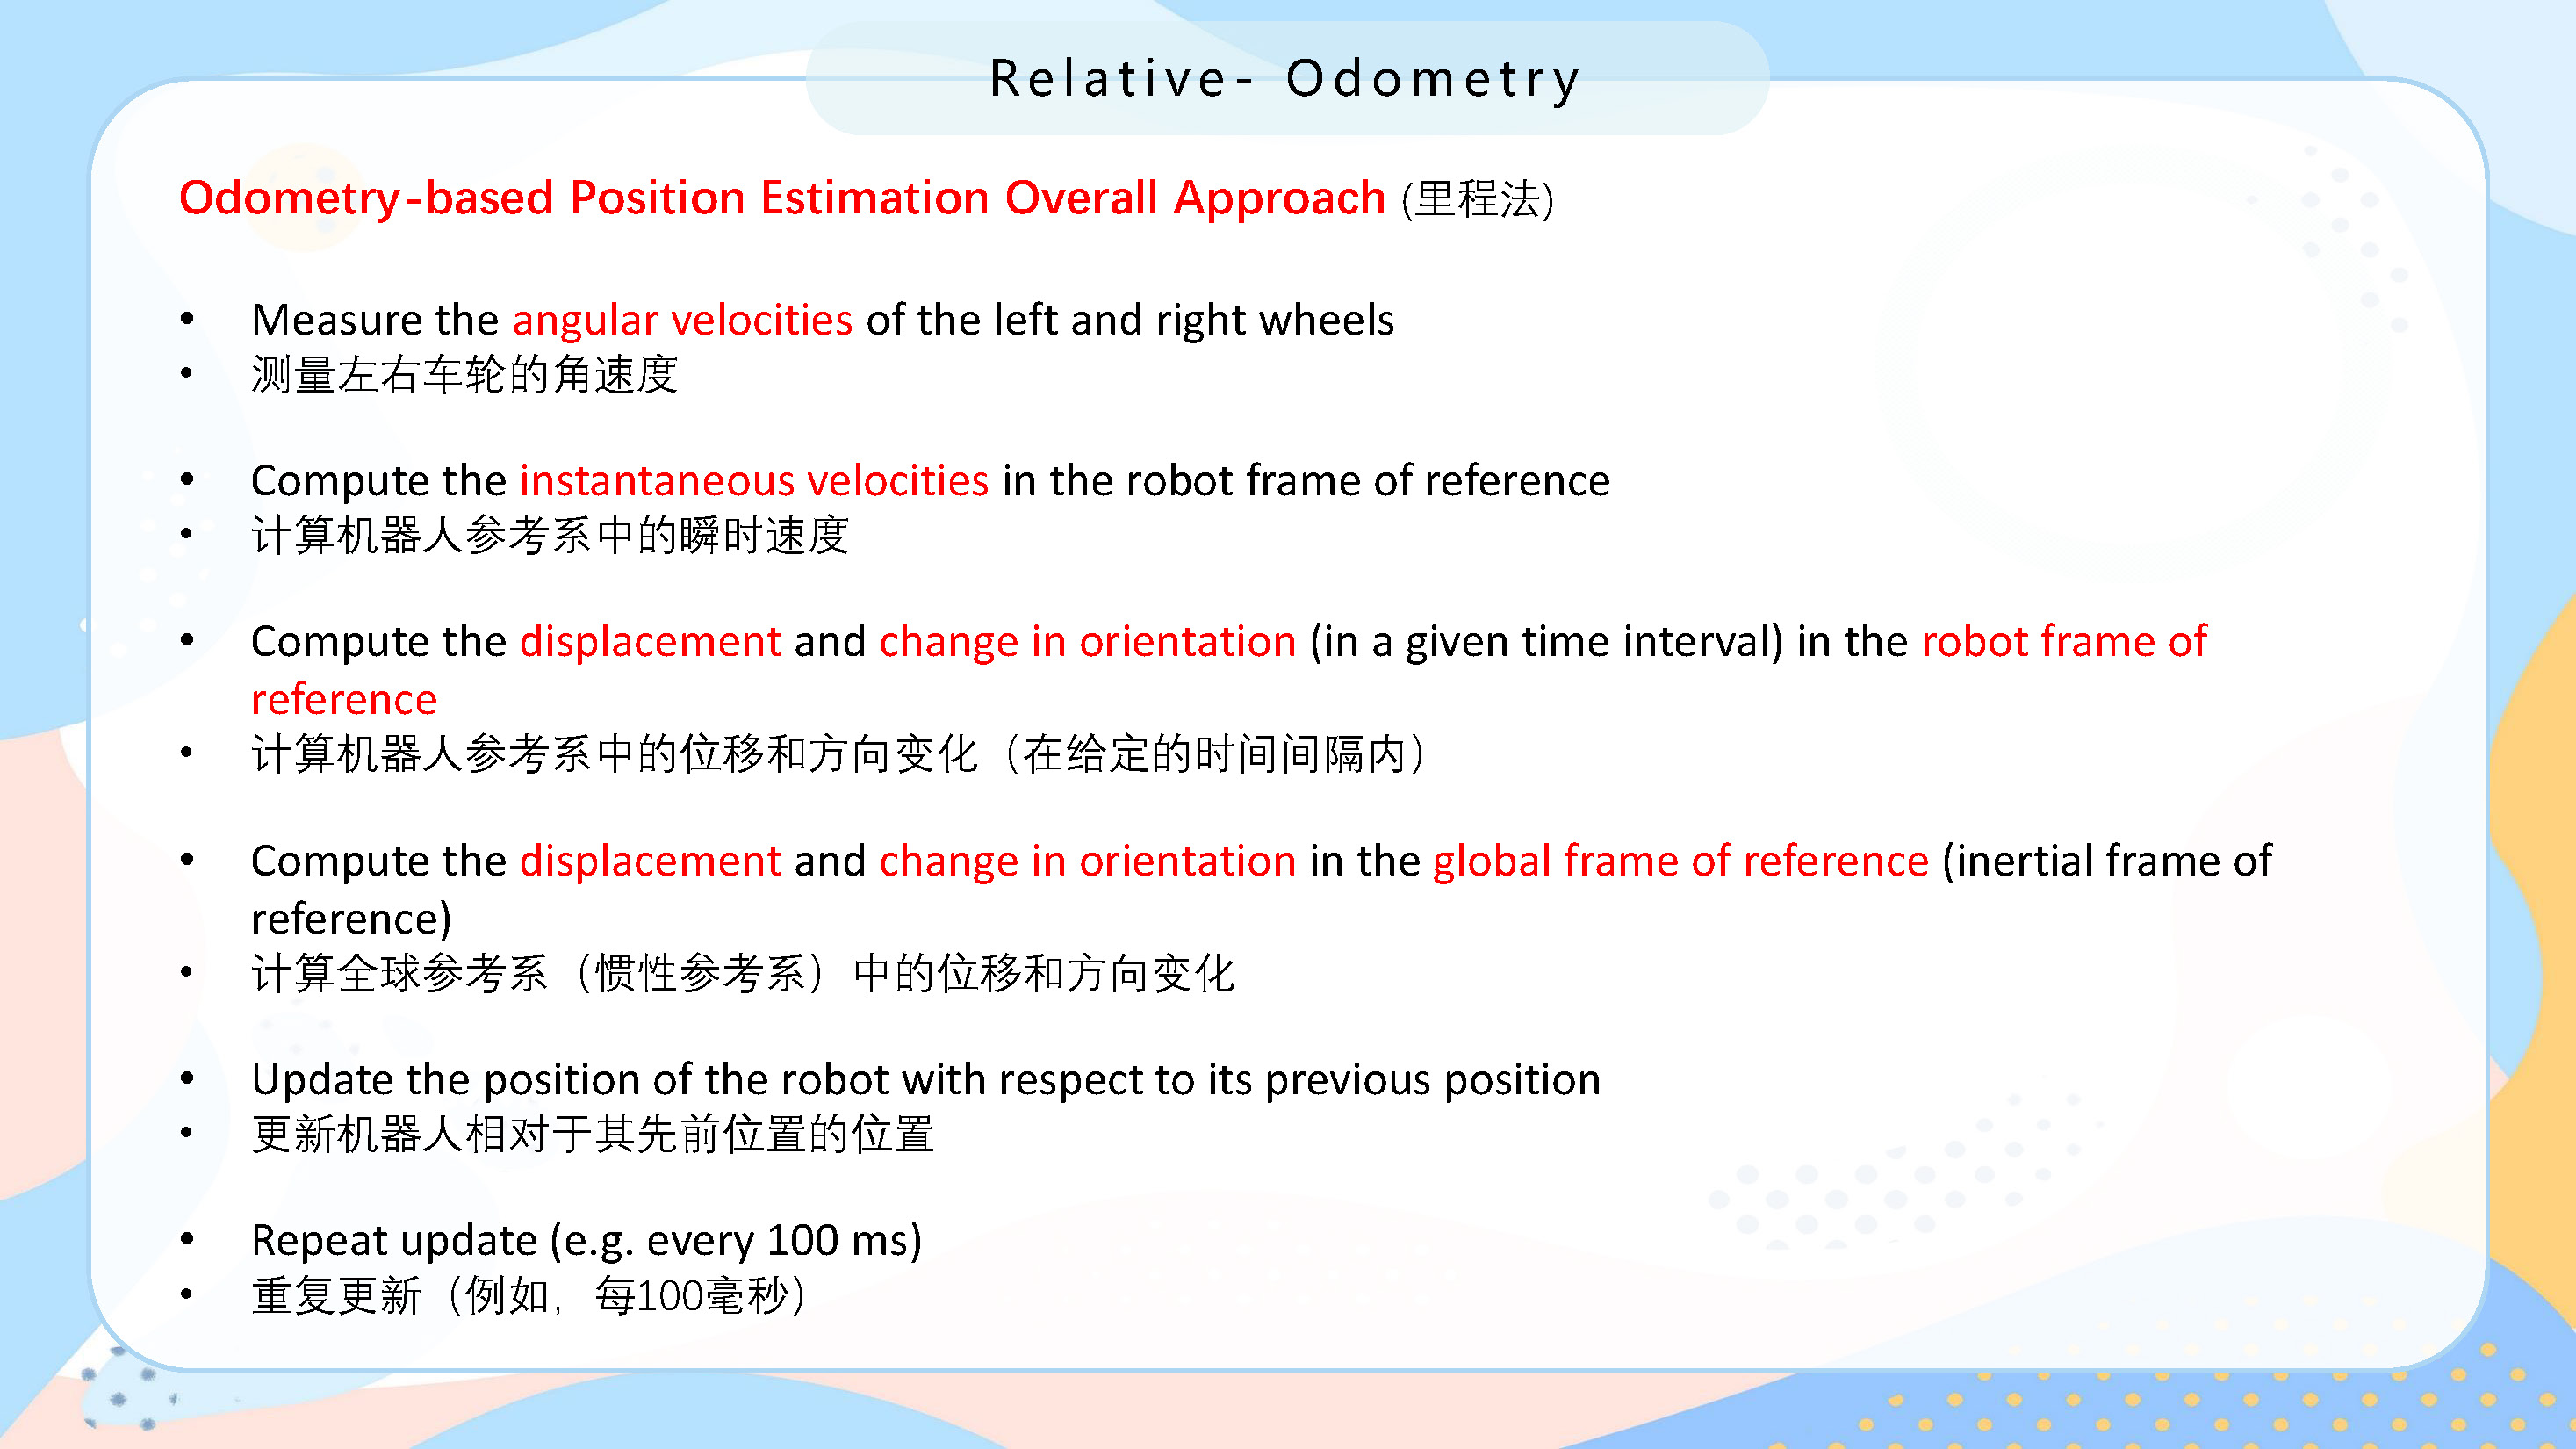 Relative- Odometry
Odometry-based Position Estimation Overall Approach (里程法)
• Measure the angular velocities of the left and right wheels
• 测量左右车轮的角速度
• Compute the instantaneous velocities in the robot frame of reference
• 计算机器人参考系中的瞬时速度
• Compute the displacement and change in orientation (in a given time interval) in the robot frame of
reference
• 计算机器人参考系中的位移和方向变化（在给定的时间间隔内）
• Compute the displacement and change in orientation in the global frame of reference (inertial frame of
reference)
• 计算全球参考系（惯性参考系）中的位移和方向变化
• Update the position of the robot with respect to its previous position
• 更新机器人相对于其先前位置的位置
• Repeat update (e.g. every 100 ms)
• 重复更新（例如，每100毫秒）